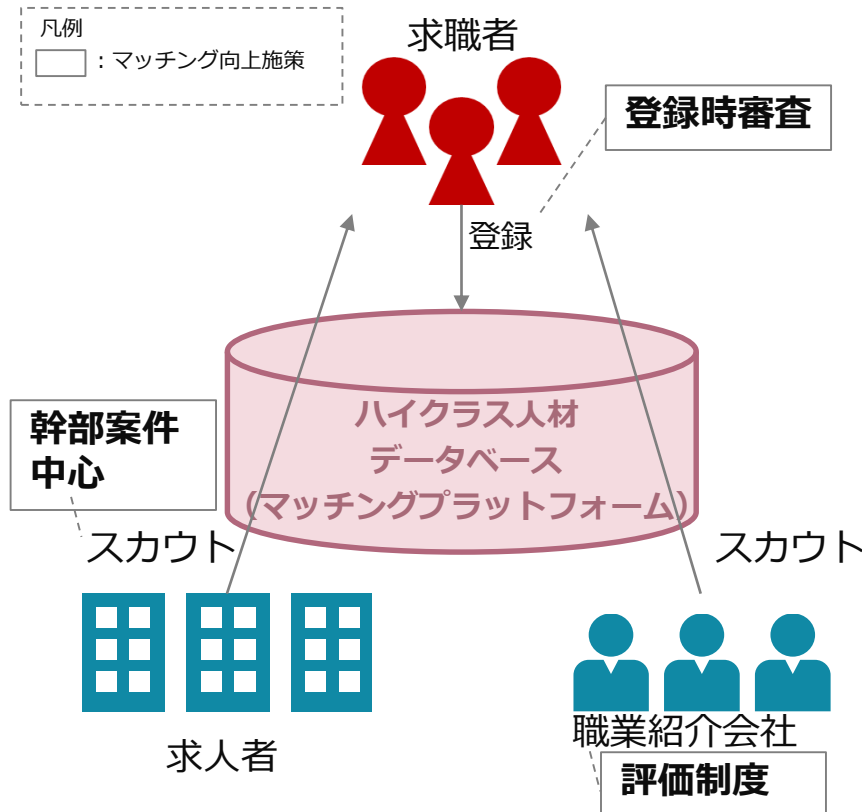 凡例
：マッチング向上施策
求職者
登録時審査
登録
ハイクラス人材
データベース
（マッチングプラットフォーム）
幹部案件
中心
スカウト
スカウト
求人者
職業紹介会社
評価制度